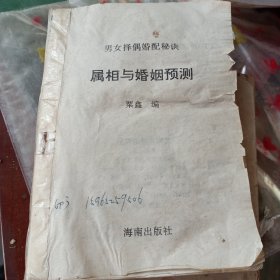 男女择偶婚配秘诀
属相与婚姻预测
栗鑫 编
海南出版社